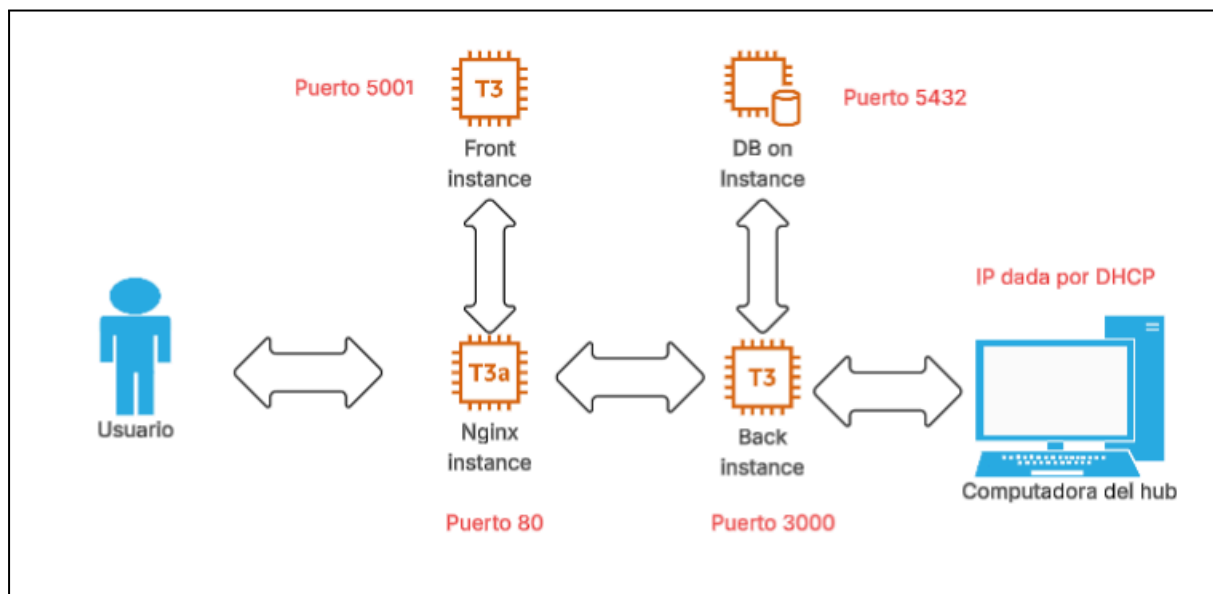 Puerto 5001
T3
Front
instance
DB on
Instance
Puerto 5432
IP dada por DHCP
Usuario
T3a
Nginx
instance
Puerto 80
T3
Back
instance
Puerto 3000
Computadora del hub